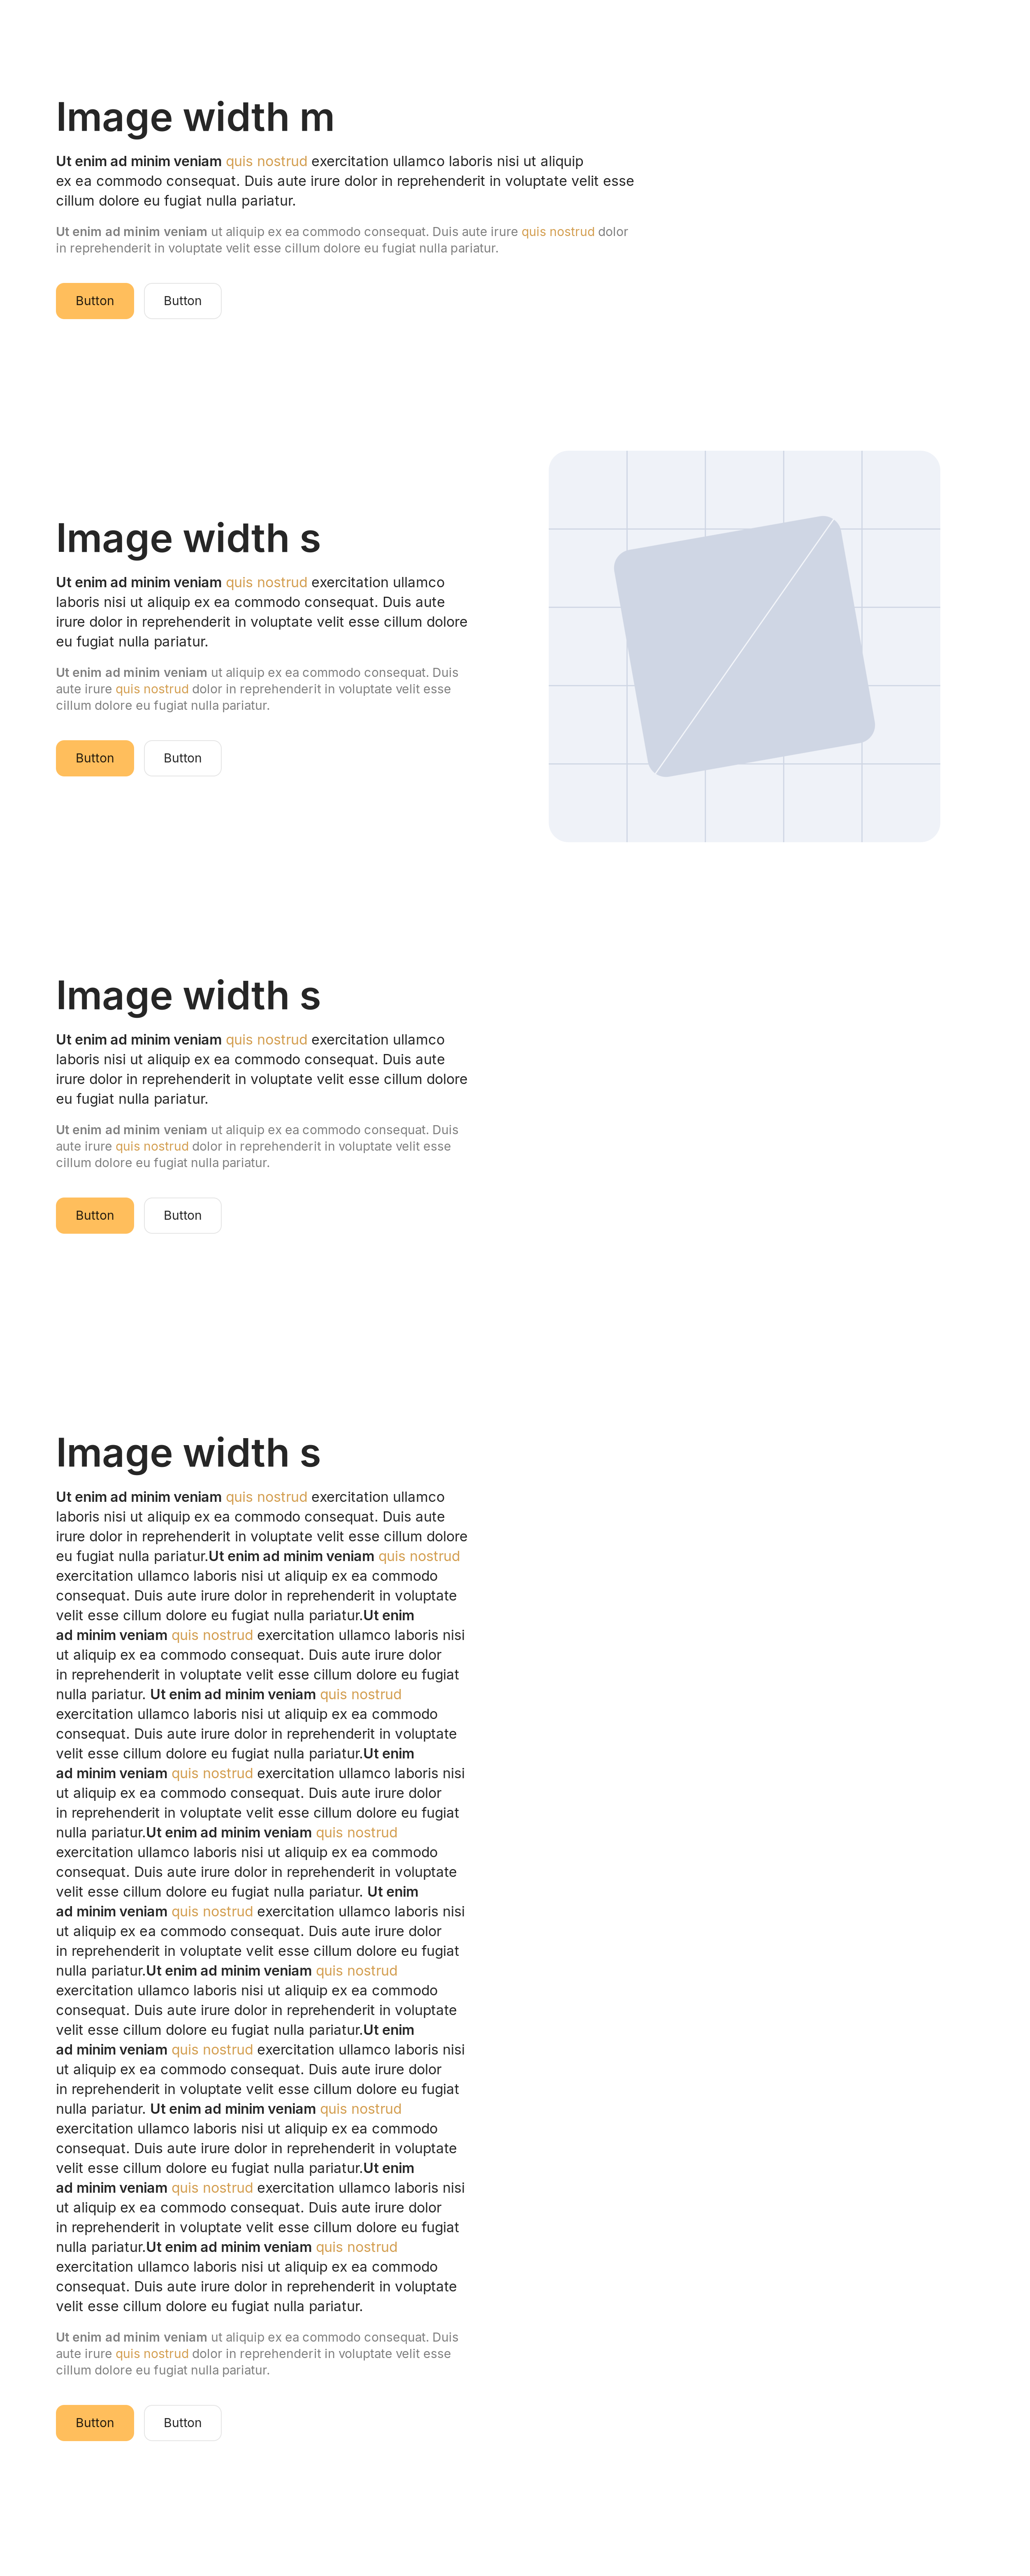 Image width m
Ut enim ad minim veniam quis nostrud exercitation ullamco laboris nisi ut aliquip
ex ea commodo consequat. Duis aute irure dolor in reprehenderit in voluptate velit esse
cillum dolore eu fugiat nulla pariatur.
Ut enim ad minim veniam ut aliquip ex ea commodo consequat. Duis aute irure quis nostrud dolor
in reprehenderit in voluptate velit esse cillum dolore eu fugiat nulla pariatur.
Button Button
Image width s
Ut enim ad minim veniam quis nostrud exercitation ullamco
laboris nisi ut aliquip ex ea commodo consequat. Duis aute
irure dolor in reprehenderit in voluptate velit esse cillum dolore
eu fugiat nulla pariatur.
Ut enim ad minim veniam ut aliquip ex ea commodo consequat. Duis
aute irure quis nostrud dolor in reprehenderit in voluptate velit esse
cillum dolore eu fugiat nulla pariatur.
Button Button
Image width s
Ut enim ad minim veniam quis nostrud exercitation ullamco
laboris nisi ut aliquip ex ea commodo consequat. Duis aute
irure dolor in reprehenderit in voluptate velit esse cillum dolore
eu fugiat nulla pariatur.
Ut enim ad minim veniam ut aliquip ex ea commodo consequat. Duis
aute irure quis nostrud dolor in reprehenderit in voluptate velit esse
cillum dolore eu fugiat nulla pariatur.
Button Button
Image width s
Ut enim ad minim veniam quis nostrud exercitation ullamco
laboris nisi ut aliquip ex ea commodo consequat. Duis aute
irure dolor in reprehenderit in voluptate velit esse cillum dolore
eu fugiat nulla pariatur.Ut enim ad minim veniam quis nostrud
exercitation ullamco laboris nisi ut aliquip ex ea commodo
consequat. Duis aute irure dolor in reprehenderit in voluptate
velit esse cillum dolore eu fugiat nulla pariatur.Ut enim
ad minim veniam quis nostrud exercitation ullamco laboris nisi
ut aliquip ex ea commodo consequat. Duis aute irure dolor
in reprehenderit in voluptate velit esse cillum dolore eu fugiat
nulla pariatur. Ut enim ad minim veniam quis nostrud
exercitation ullamco laboris nisi ut aliquip ex ea commodo
consequat. Duis aute irure dolor in reprehenderit in voluptate
velit esse cillum dolore eu fugiat nulla pariatur.Ut enim
ad minim veniam quis nostrud exercitation ullamco laboris nisi
ut aliquip ex ea commodo consequat. Duis aute irure dolor
in reprehenderit in voluptate velit esse cillum dolore eu fugiat
nulla pariatur.Ut enim ad minim veniam quis nostrud
exercitation ullamco laboris nisi ut aliquip ex ea commodo
consequat. Duis aute irure dolor in reprehenderit in voluptate
velit esse cillum dolore eu fugiat nulla pariatur. Ut enim
ad minim veniam quis nostrud exercitation ullamco laboris nisi
ut aliquip ex ea commodo consequat. Duis aute irure dolor
in reprehenderit in voluptate velit esse cillum dolore eu fugiat
nulla pariatur.Ut enim ad minim veniam quis nostrud
exercitation ullamco laboris nisi ut aliquip ex ea commodo
consequat. Duis aute irure dolor in reprehenderit in voluptate
velit esse cillum dolore eu fugiat nulla pariatur.Ut enim
ad minim veniam quis nostrud exercitation ullamco laboris nisi
ut aliquip ex ea commodo consequat. Duis aute irure dolor
in reprehenderit in voluptate velit esse cillum dolore eu fugiat
nulla pariatur. Ut enim ad minim veniam quis nostrud
exercitation ullamco laboris nisi ut aliquip ex ea commodo
consequat. Duis aute irure dolor in reprehenderit in voluptate
velit esse cillum dolore eu fugiat nulla pariatur.Ut enim
ad minim veniam quis nostrud exercitation ullamco laboris nisi
ut aliquip ex ea commodo consequat. Duis aute irure dolor
in reprehenderit in voluptate velit esse cillum dolore eu fugiat
nulla pariatur.Ut enim ad minim veniam quis nostrud
exercitation ullamco laboris nisi ut aliquip ex ea commodo
consequat. Duis aute irure dolor in reprehenderit in voluptate
velit esse cillum dolore eu fugiat nulla pariatur.
Ut enim ad minim veniam ut aliquip ex ea commodo consequat. Duis
aute irure quis nostrud dolor in reprehenderit in voluptate velit esse
cillum dolore eu fugiat nulla pariatur.
Button Button